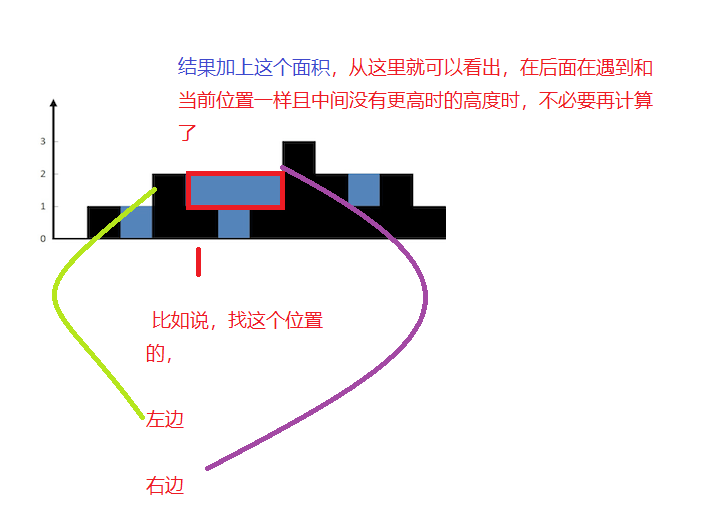 结果加上这个面积，从这里就可以看出，在后面在遇到和
当前位置一样且中间没有更高时的高度时，不必要再计算
了
3
2
1
0
比如说，找这个位置
的，
左边
右边